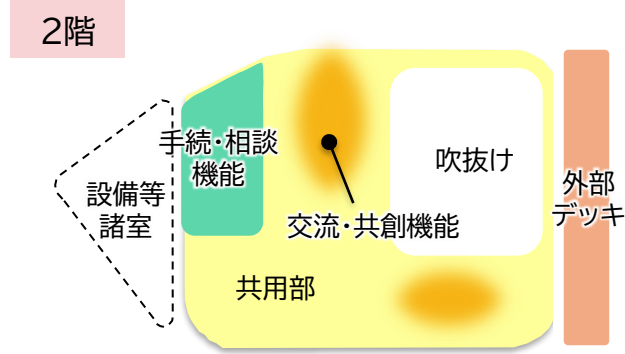 2階
手続・相談
機能
設備等
諸室
吹抜け
外部
デッキ
交流・共創機能
共用部